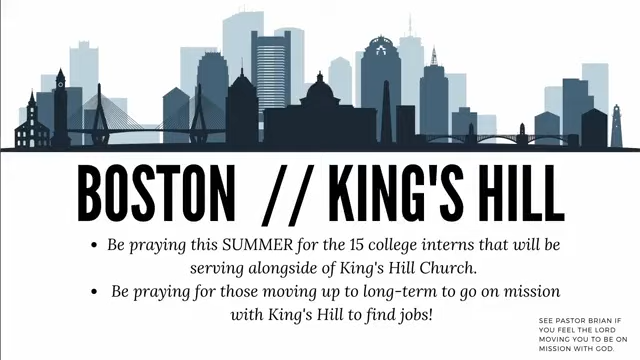 BOSTON // KING'S HILL
• Be praying this SUMMER for the 15 college interns that will be
serving alongside of King's Hill Church.
• Be praying for those moving up to long-term to go on mission
with King's Hill to find jobs!
SEE PASTOR BRIAN IF
YOU FEEL THE LORD
MOVING YOU TO BE ON
MISSION WITH GOD.